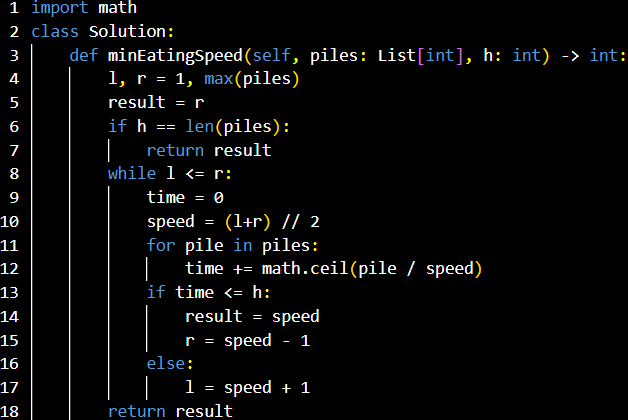 1 import math
2 class Solution:
3     def minEatingSpeed(self, piles: List[int], h: int) -> int:
4         l, r = 1, max(piles)
5         result = r
6         if h == len(piles):
7             return result
8         while l <= r:
9             time = 0
10             speed = (l+r) // 2
11             for pile in piles:
12                 time += math.ceil(pile / speed)
13             if time <= h:
14                 result = speed
15                 r = speed - 1
16             else:
17                 l = speed + 1
18         return result